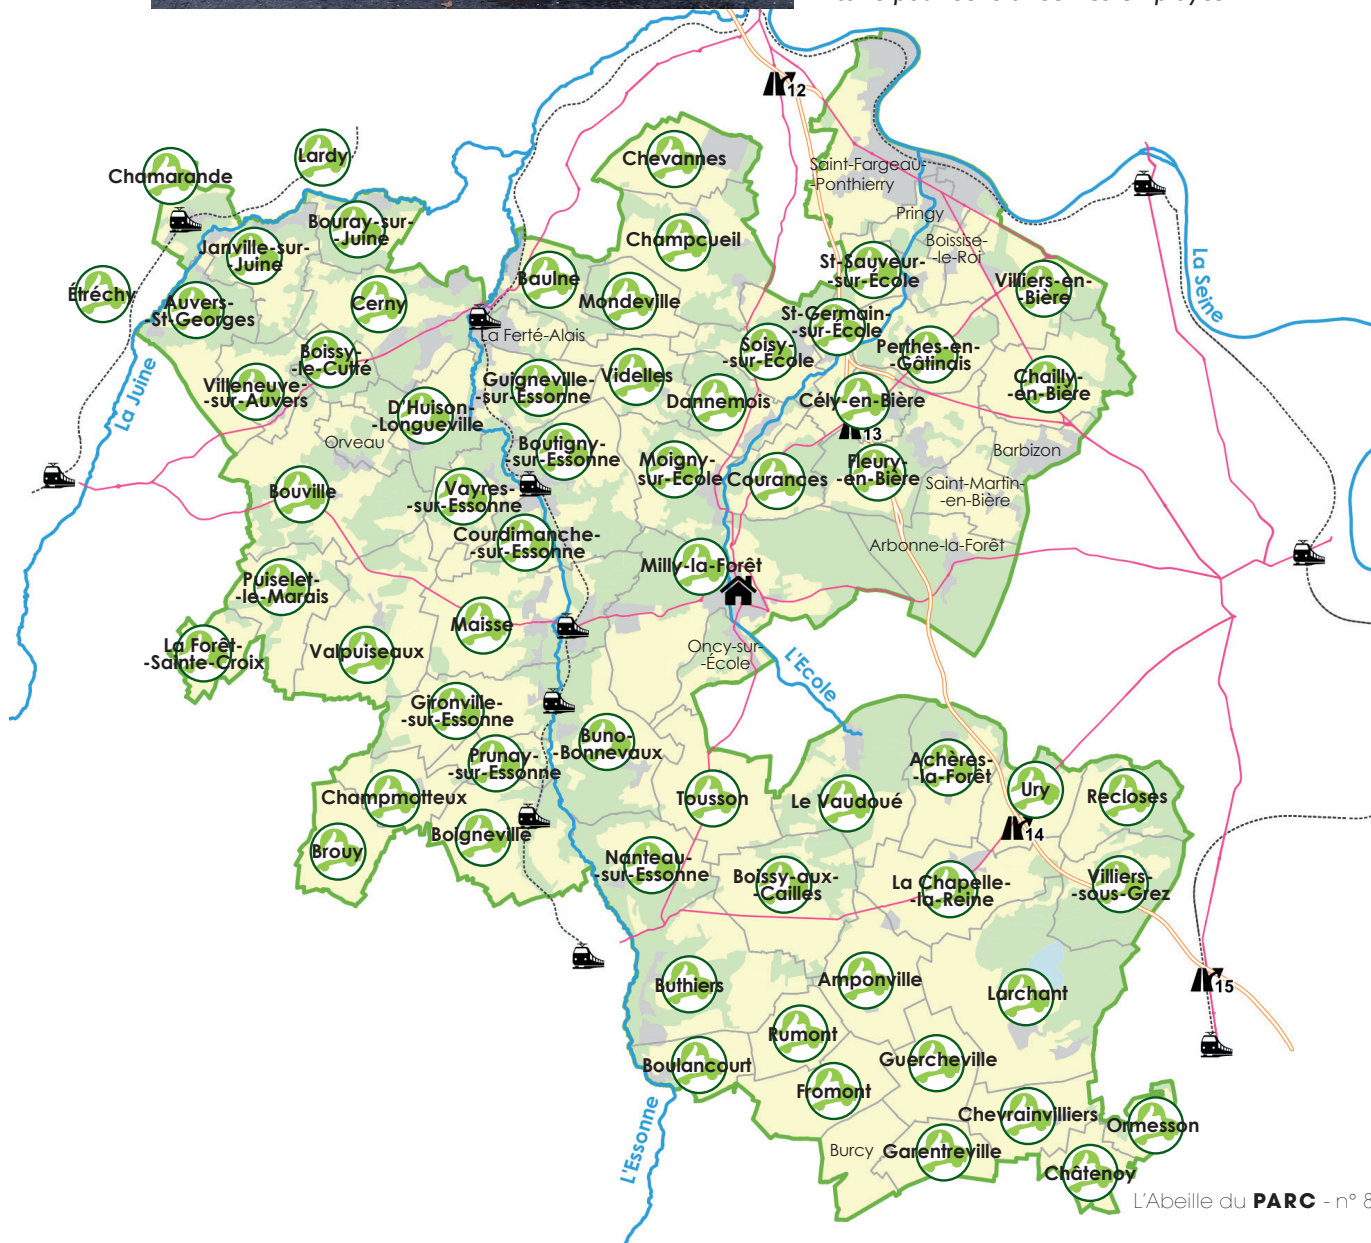 12
Lardy
Chevannes
Chamarande
Saint-Fargeau-
-Ponthierry
Pringy
Bouray-sur-
-Juine
Janville-sur-
-Juine
Champcueil
Boissise-
-le-Roi
St-Sauveur-
-sur-École
La Seine
Étréchy
Auvers-
-St-Georges
Cerny
Baulne
Mondeville
Villiers-en-
-Bière
St-Germain-
-sur-École
La Ferté-Alais
Boissy-
-le-Cutté
Soisy-
-sur-École
Perthes-en-
-Gâtinais
La Juine
Villeneuve-
-sur-Auvers
Guigneville-
-sur-Essonne
Videlles
Dannemois
Cély-en-Bière
Chailly-
-en-Bière
D'Huison-
-Longueville
13
Orveau
Boutigny-
-sur-Essonne
Moigny-
sur-École
Courances
Fleury-
-en-Bière
Barbizon
Saint-Martin-
-en-Bière
Bouville
Vayres-
-sur-Essonne
Courdimanche-
-sur-Essonne
Arbonne-la-Forêt
Milly-la-Forêt
Puiselet-
-le-Marais
Maisse
La Forêt-
-Sainte-Croix
Valpuiseaux
Oncy-sur-
-École
L'Ecole
Gironville-
-sur-Essonne
Buno-
-Bonnevaux
Prunay-
-sur-Essonne
Achères-
-la-Forêt
Champmotteux
Tousson
Le Vaudoué
Ury
Recloses
14
Boigneville
Brouy
Nanteau-
-sur-Essonne
Boissy-aux-
-Cailles
La Chapelle-
-la-Reine
Villiers-
-sous-Grez
Buthiers
Amponville
Larchant
15
Rumont
Boulancourt
Guercheville
Fromont
Chevrainvilliers
Ormesson
L'Essonne
Burcy
Garentreville
Châtenoy
L'Abeille du PARC - n° 8